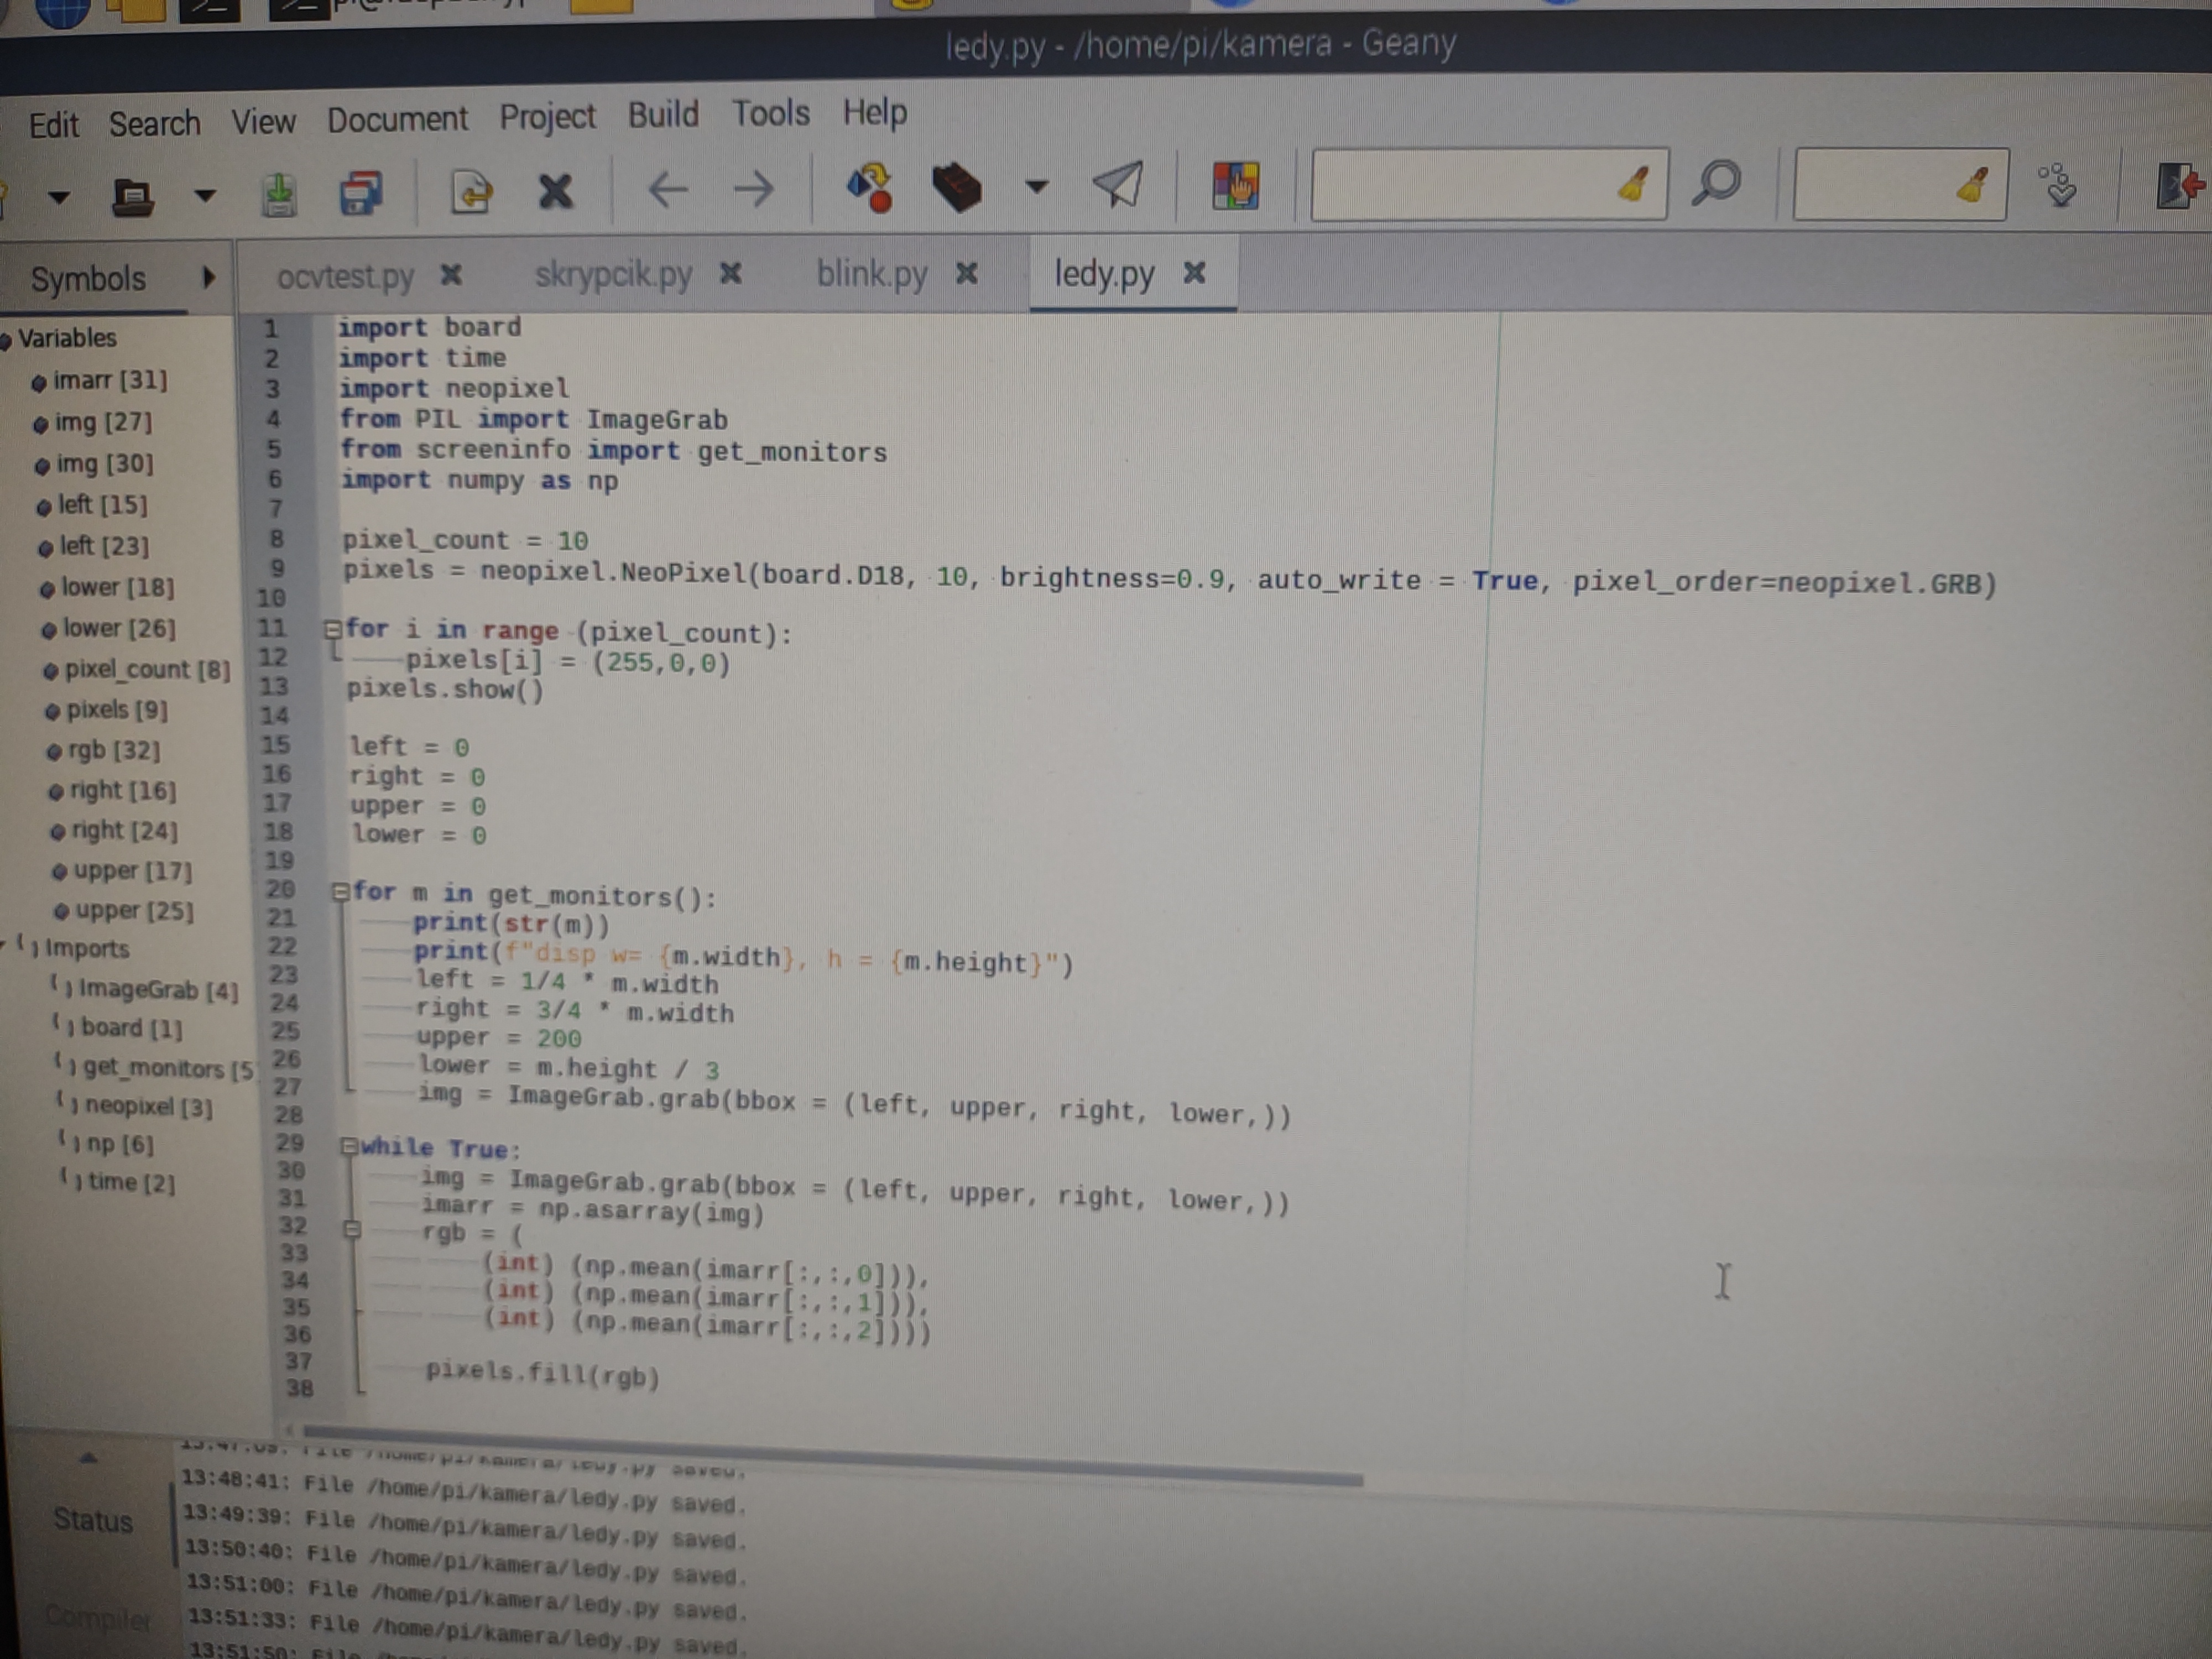 ledy.py - /home/pi/kamera - Geany
Edit Search View Document Project Build Tools Help
Symbols
ocvtest.py skrypcik.py blink.py ledy.py
Variables
imarr [31]
img [27]
img [30]
left [15]
left [23]
lower [18]
lower [26]
pixel_count [8]
pixels [9]
rgb [32]
right [16]
right [24]
upper [17]
upper [25]
Imports
ImageGrab [4]
board [1]
get_monitors [5
neopixel [3]
np [6]
time [2]
1 import board
2 import time
3 import neopixel
4 from PIL import ImageGrab
5 from screeninfo import get_monitors
6 import numpy as np
7
8 pixel_count = 10
9 pixels = neopixel.NeoPixel(board.D18, 10, brightness=0.9, auto_write = True, pixel_order=neopixel.GRB)
10
11 for i in range (pixel_count):
12 pixels[i] = (255,0,0)
13 pixels.show()
14
15 left = 0
16 right = 0
17 upper = 0
18 lower = 0
19
20 for m in get_monitors():
21 print(str(m))
22 print(f"disp w= {m.width}, h = {m.height}")
23 left = 1/4 * m.width
24 right = 3/4 * m.width
25 upper = 200
26 lower = m.height / 3
27 img = ImageGrab.grab(bbox = (left, upper, right, lower,))
28
29 while True:
30 img = ImageGrab.grab(bbox = (left, upper, right, lower,))
31 imarr = np.asarray(img)
32 rgb = (
33 (int) (np.mean(imarr[:,:,0])),
34 (int) (np.mean(imarr[:,:,1])),
35 (int) (np.mean(imarr[:,:,2])))
36
37 pixels.fill(rgb)
38
Status
Compiler
13:48:41: File /home/pi/kamera/ledy.py saved.
13:49:39: File /home/pi/kamera/ledy.py saved.
13:50:40: File /home/pi/kamera/ledy.py saved.
13:51:00: File /home/pi/kamera/ledy.py saved.
13:51:33: File /home/pi/kamera/ledy.py saved.
13:51:50: File